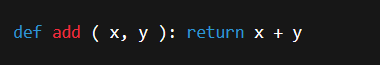 def add ( x, y ): return x + y